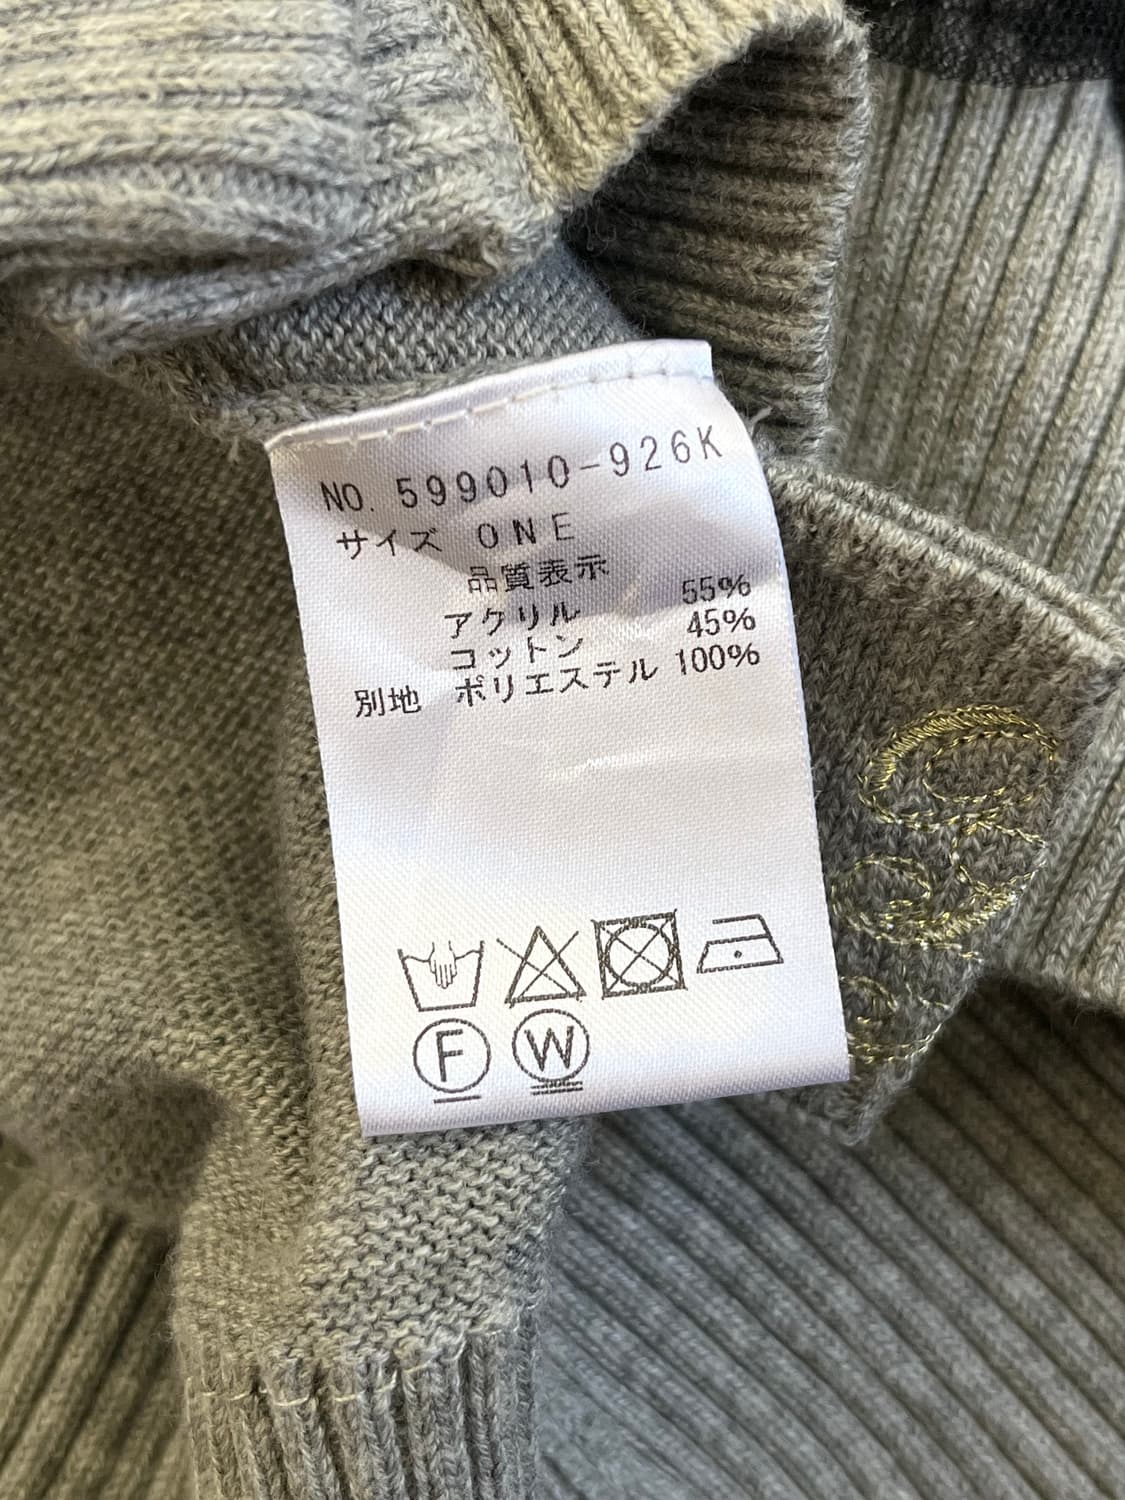 NO. 599010-926K
サイズ ONE
品質表示
アクリル 55%
コットン 45%
別地 ポリエステル 100%
F W